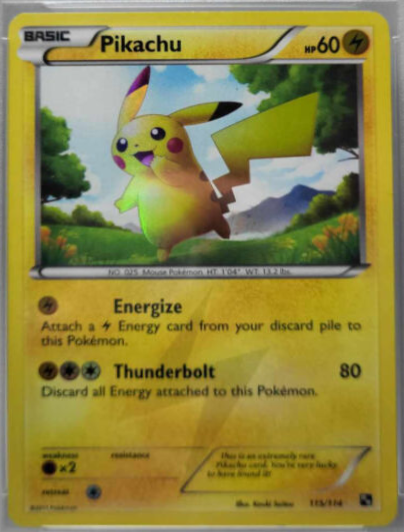 BASIC
Pikachu
HP60
NO. 025 Mouse Pokémon. HT. 1'04" WT. 13.2 lbs.
Energize
Attach a Energy card from your discard pile to
this Pokémon.
Thunderbolt 80
Discard all Energy attached to this Pokémon.
weakness resistance
×2
retreat
This is an extremely rare
Pikachu card. You're very lucky
to have found it!
Illus. 115/114
©2011 Pokémon